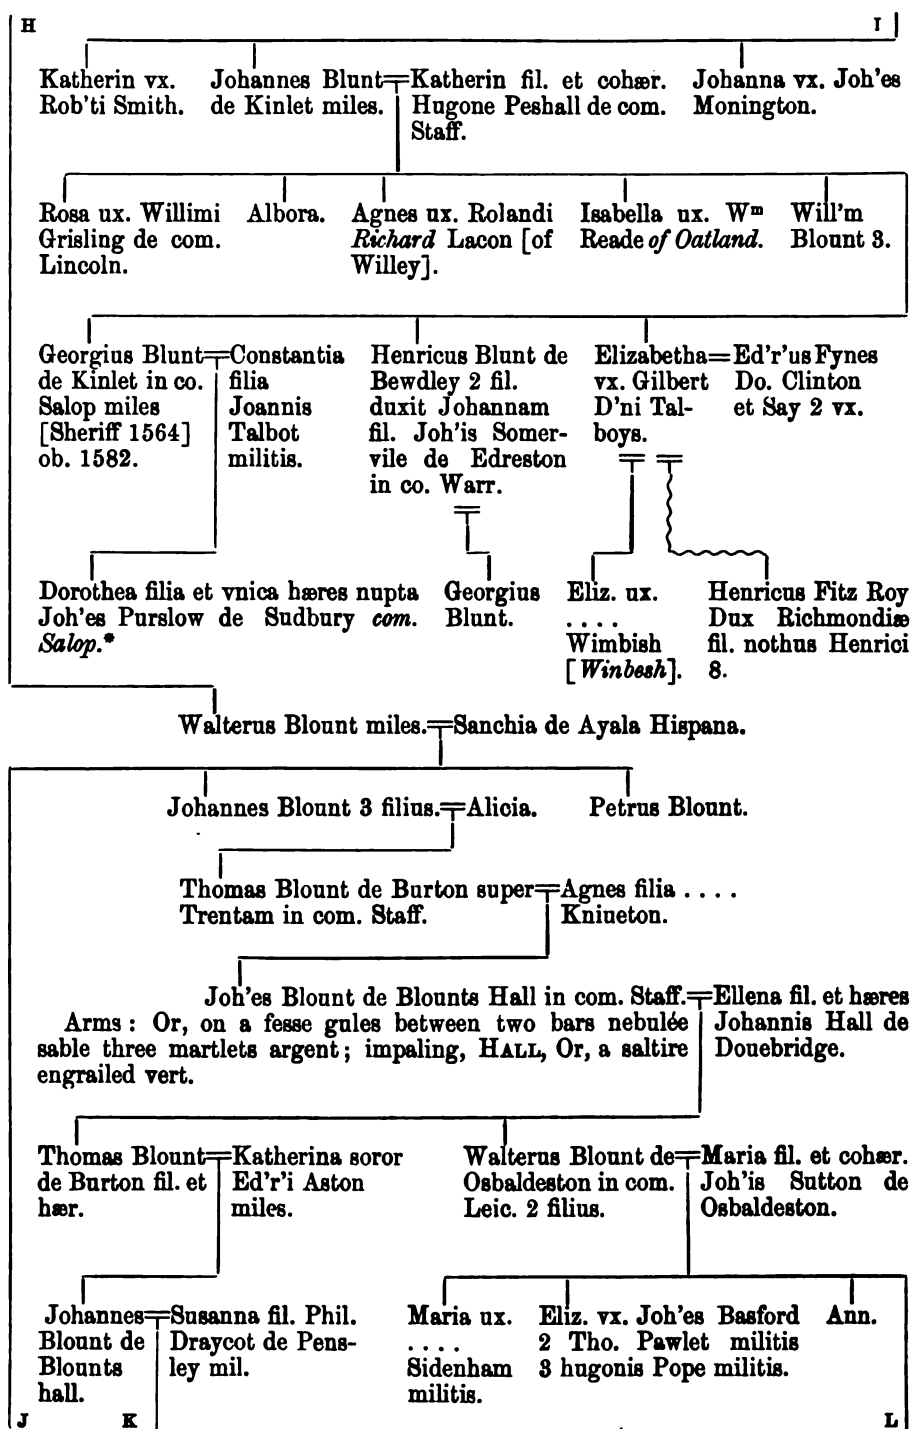 H
I
Katherin vx.
Rob'ti Smith.
Johannes Blunt
de Kinlet miles.
Katherin fil. et cohær.
Hugone Peshall de com.
Staff.
Johanna vx. Joh'es
Monington.
Rosa ux. Willimi
Grisling de com.
Lincoln.
Albora.
Agnes ux. Rolandi
Richard Lacon [of
Willey].
Isabella ux. Wm
Reade of Oatland.
Will'm
Blount 3.
Georgius Blunt
de Kinlet in co.
Salop miles
[Sheriff 1564]
ob. 1582.
Constantia
filia
Joannis
Talbot
militis.
Henricus Blunt de
Bewdley 2 fil.
duxit Johannam
fil. Joh'is Somer-
vile de Edreston
in co. Warr.
Elizabetha
vx. Gilbert
D'ni Tal-
boys.
Ed'r'us Fynes
Do. Clinton
et Say 2 vx.
Dorothea filia et vnica hæres nupta
Joh'es Purslow de Sudbury com.
Salop.*
Georgius
Blunt.
Eliz. ux.
. . . .
Wimbish
[Winbesh].
Henricus Fitz Roy
Dux Richmondiæ
fil. nothus Henrici
8.
Walterus Blount miles.
Sanchia de Ayala Hispana.
Johannes Blount 3 filius.
Alicia.
Petrus Blount.
Thomas Blount de Burton super
Trentam in com. Staff.
Agnes filia . . . .
Kniueton.
Joh'es Blount de Blounts Hall in com. Staff.
Arms : Or, on a fesse gules between two bars nebulée
sable three martlets argent ; impaling, HALL, Or, a saltire
engrailed vert.
Ellena fil. et hæres
Johannis Hall de
Douebridge.
Thomas Blount
de Burton fil. et
hær.
Katherina soror
Ed'r'i Aston
miles.
Walterus Blount de
Osbaldeston in com.
Leic. 2 filius.
Maria fil. et cohær.
Joh'is Sutton de
Osbaldeston.
Johannes
Blount de
Blounts
hall.
Susanna fil. Phil.
Draycot de Pens-
ley mil.
Maria ux.
. . . .
Sidenham
militis.
Eliz. vx. Joh'es Basford
2 Tho. Pawlet militis
3 hugonis Pope militis.
Ann.
J
K
L